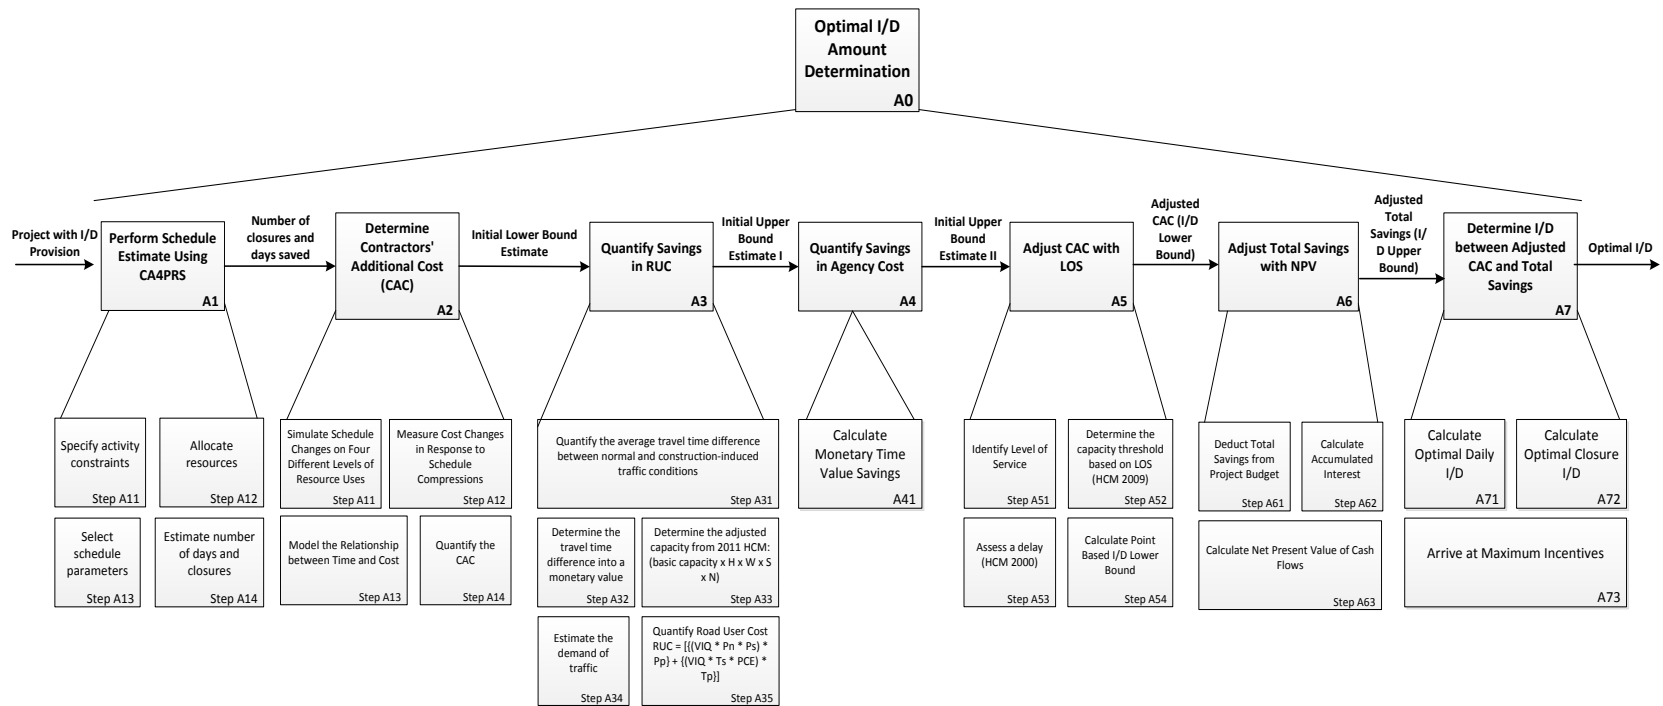 Optimal I/D
Amount
Determination
A0
Project with I/D
Provision
Perform Schedule
Estimate Using
CA4PRS
A1
Number of
closures and
days saved
Determine
Contractors'
Additional Cost
(CAC)
A2
Initial Lower Bound
Estimate
Quantify Savings
in RUC
A3
Initial Upper
Bound
Estimate I
Quantify Savings
in Agency Cost
A4
Initial Upper
Bound
Estimate II
Adjust CAC with
LOS
A5
Adjusted
CAC (I/D
Lower
Bound)
Adjust Total Savings
with NPV
A6
Adjusted
Total
Savings (I/
D Upper
Bound)
Determine I/D
between Adjusted
CAC and Total
Savings
A7
Optimal I/D
Specify activity
constraints
Step A11
Allocate
resources
Step A12
Select
schedule
parameters
Step A13
Estimate number
of days and
closures
Step A14
Simulate Schedule
Changes on Four
Different Levels of
Resource Uses
Step A11
Measure Cost Changes
in Response to
Schedule
Compressions
Step A12
Model the Relationship
between Time and Cost
Step A13
Quantify the
CAC
Step A14
Quantify the average travel time difference
between normal and construction-induced
traffic conditions
Step A31
Determine the
travel time
difference into a
monetary value
Step A32
Determine the adjusted
capacity from 2011 HCM:
(basic capacity x H x W x S
x N)
Step A33
Estimate the
demand of
traffic
Step A34
Quantify Road User Cost
RUC = [{(VIQ * Pn * Ps) *
Pp} + {(VIQ * Ts * PCE) *
Tp}]
Step A35
Calculate
Monetary Time
Value Savings
A41
Identify Level of
Service
Step A51
Determine the
capacity threshold
based on LOS
(HCM 2009)
Step A52
Assess a delay
(HCM 2000)
Step A53
Calculate Point
Based I/D Lower
Bound
Step A54
Deduct Total
Savings from
Project Budget
Step A61
Calculate
Accumulated
Interest
Step A62
Calculate Net Present Value of Cash
Flows
Step A63
Calculate
Optimal Daily
I/D
A71
Calculate
Optimal Closure
I/D
A72
Arrive at Maximum Incentives
A73